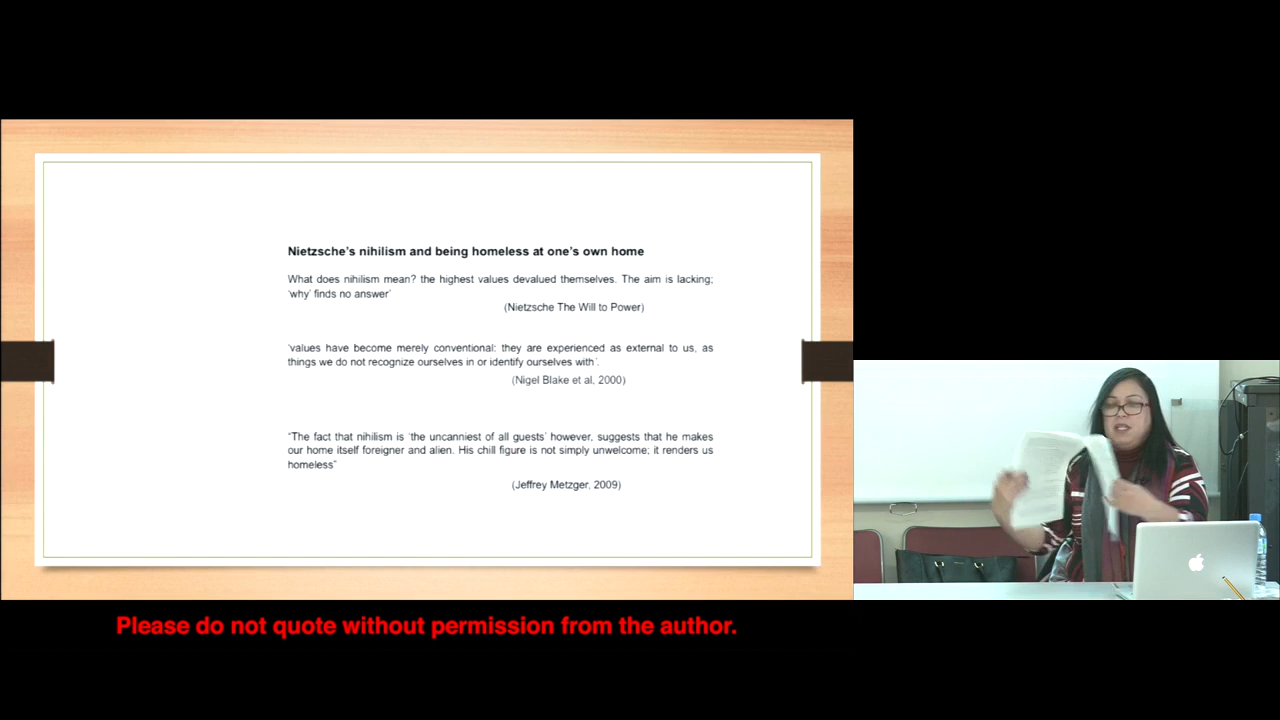 Nietzsche's nihilism and being homeless at one's own home
What does nihilism mean? the highest values devalued themselves. The aim is lacking;
'why' finds no answer'
(Nietzsche The Will to Power)
'values have become merely conventional: they are experienced as external to us, as
things we do not recognize ourselves in or identify ourselves with'.
(Nigel Blake et al. 2000)
"The fact that nihilism is 'the uncanniest of all guests' however, suggests that he makes
our home itself foreigner and alien. His chill figure is not simply unwelcome; it renders us
homeless"
(Jeffrey Metzger, 2009)
Please do not quote without permission from the author.